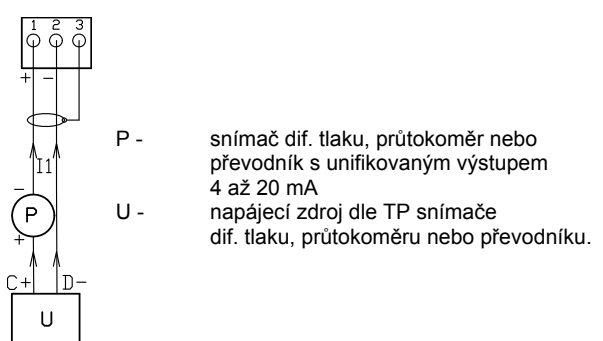 1 2 3
+ −
P - snímač dif. tlaku, průtokoměr nebo
převodník s unifikovaným výstupem
I1
4 až 20 mA
−
P
U - napájecí zdroj dle TP snímače
+
dif. tlaku, průtokoměru nebo převodníku.
C+ D−
U